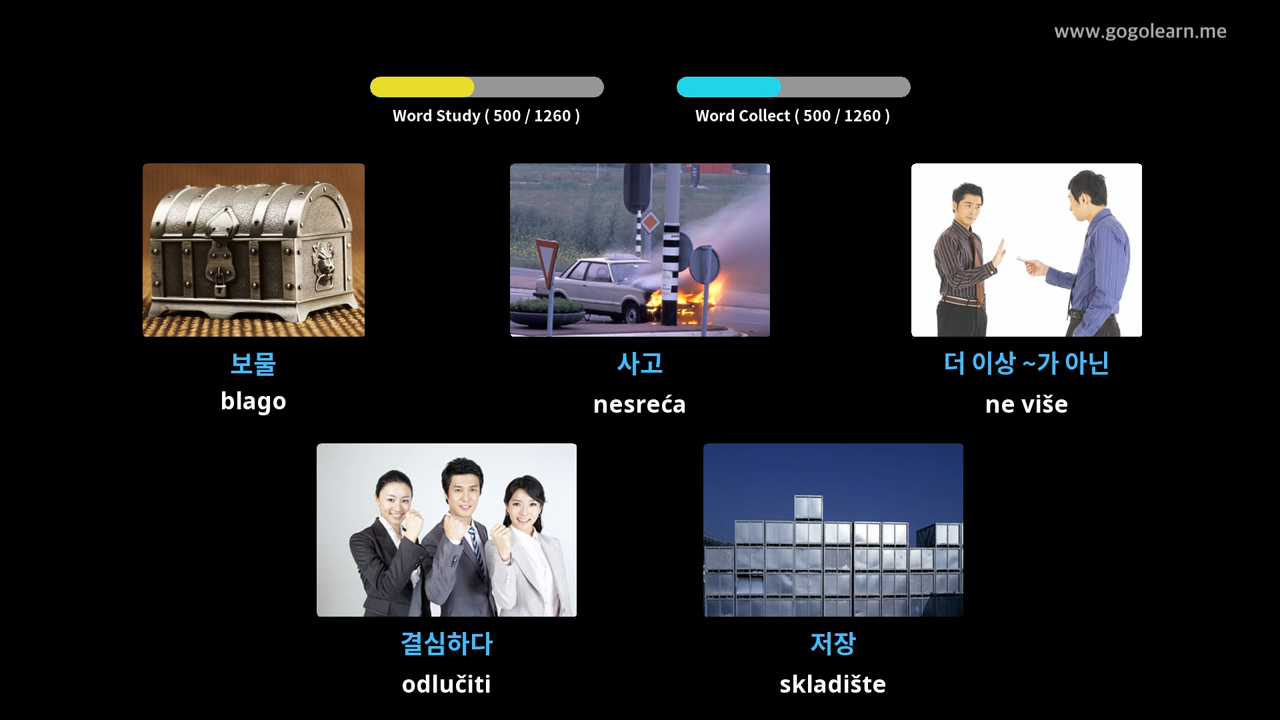 www.gogolearn.me
Word Study ( 500 / 1260 )
Word Collect ( 500 / 1260 )
보물
blago
사고
nesreća
더 이상 ~가 아닌
ne više
결심하다
odlučiti
저장
skladište